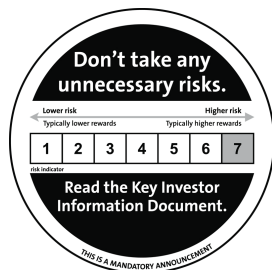 Don't take any
unnecessary risks.
Lower risk Higher risk
Typically lower rewards Typically higher rewards
1 2 3 4 5 6 7
risk indicator
Read the Key Investor
Information Document.
THIS IS A MANDATORY ANNOUNCEMENT